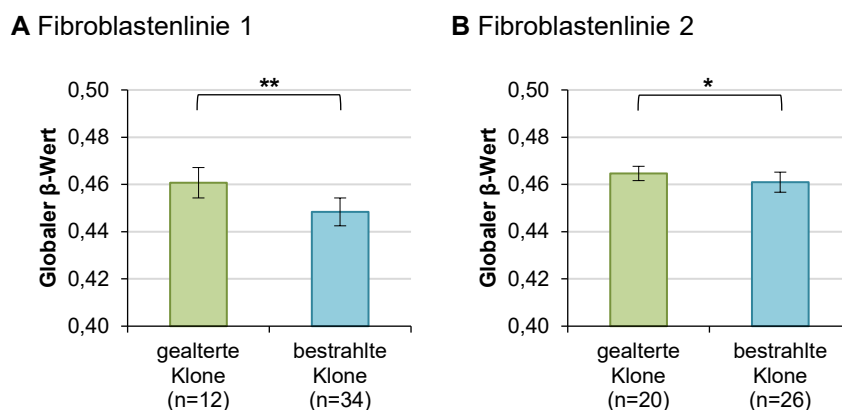 A Fibroblastenlinie 1
Globaler β-Wert
0,50
0,48
0,46
0,44
0,42
0,40
**
gealterte
Klone
(n=12)
bestrahlte
Klone
(n=34)
B Fibroblastenlinie 2
Globaler β-Wert
0,50
0,48
0,46
0,44
0,42
0,40
*
gealterte
Klone
(n=20)
bestrahlte
Klone
(n=26)